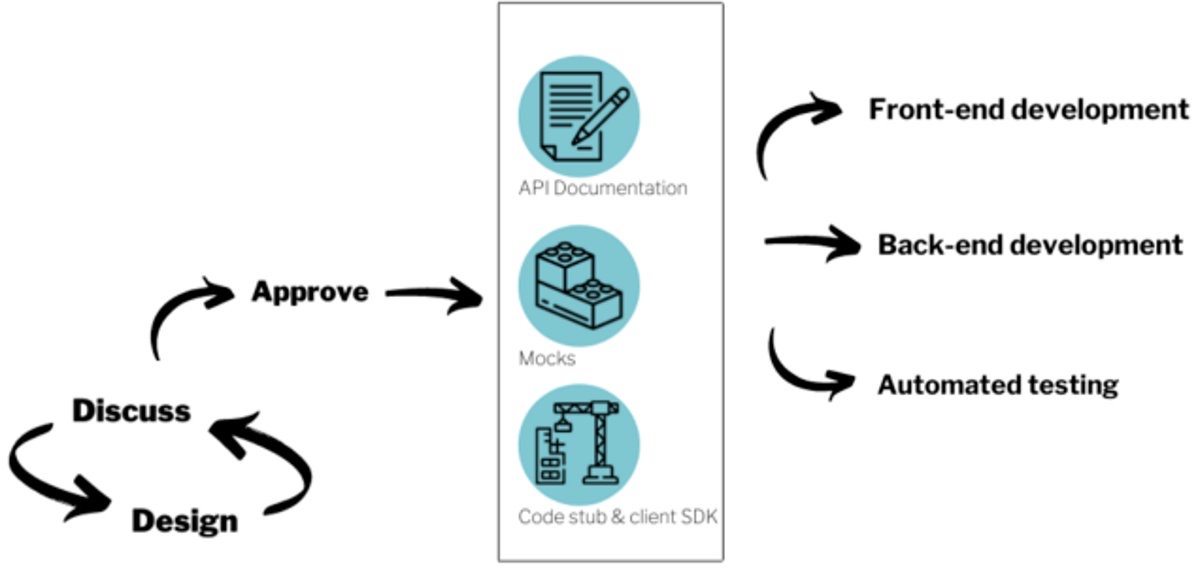 Discuss
Design
Approve
API Documentation
Mocks
Code stub & client SDK
Front-end development
Back-end development
Automated testing